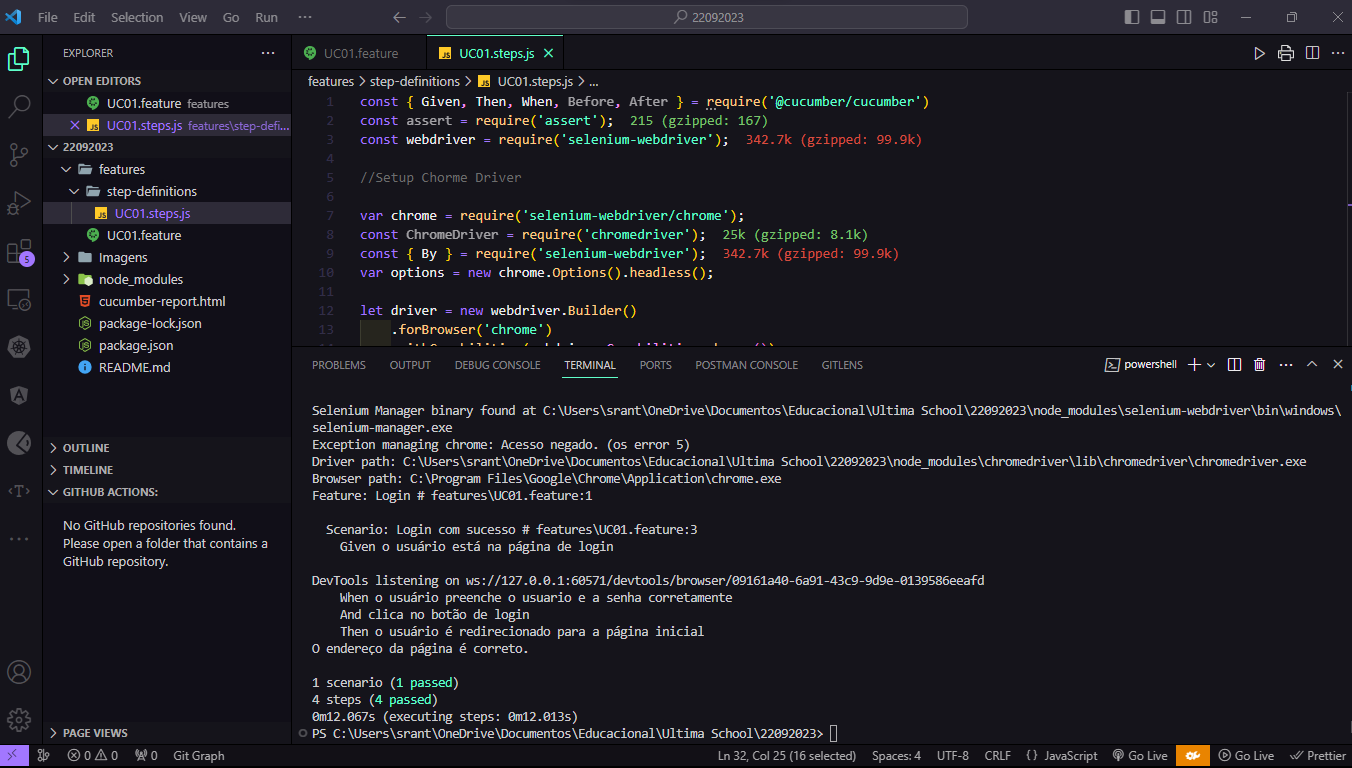 File Edit Selection View Go Run ···
22092023
EXPLORER
OPEN EDITORS
UC01.feature features
UC01.steps.js features\step-defi...
22092023
features
step-definitions
UC01.steps.js
UC01.feature
Imagens
node_modules
cucumber-report.html
package-lock.json
package.json
README.md
OUTLINE
TIMELINE
GITHUB ACTIONS:
No GitHub repositories found.
Please open a folder that contains a
GitHub repository.
PAGE VIEWS
5
UC01.feature
UC01.steps.js
features > step-definitions > UC01.steps.js > ...
1 const { Given, Then, When, Before, After } = require('@cucumber/cucumber')
2 const assert = require('assert'); 215 (gzipped: 167)
3 const webdriver = require('selenium-webdriver'); 342.7k (gzipped: 99.9k)
4
5 //Setup Chorme Driver
6
7 var chrome = require('selenium-webdriver/chrome');
8 const ChromeDriver = require('chromedriver'); 25k (gzipped: 8.1k)
9 const { By } = require('selenium-webdriver'); 342.7k (gzipped: 99.9k)
10 var options = new chrome.Options().headless();
11
12 let driver = new webdriver.Builder()
13 .forBrowser('chrome')
PROBLEMS OUTPUT DEBUG CONSOLE TERMINAL PORTS POSTMAN CONSOLE GITLENS
powershell
Selenium Manager binary found at C:\Users\srant\OneDrive\Documentos\Educacional\Ultima School\22092023\node_modules\selenium-webdriver\bin\windows\
selenium-manager.exe
Exception managing chrome: Acesso negado. (os error 5)
Driver path: C:\Users\srant\OneDrive\Documentos\Educacional\Ultima School\22092023\node_modules\chromedriver\lib\chromedriver\chromedriver.exe
Browser path: C:\Program Files\Google\Chrome\Application\chrome.exe
Feature: Login # features\UC01.feature:1
Scenario: Login com sucesso # features\UC01.feature:3
Given o usuário está na página de login
DevTools listening on ws://127.0.0.1:60571/devtools/browser/09161a40-6a91-43c9-9d9e-0139586eeafd
When o usuário preenche o usuario e a senha corretamente
And clica no botão de login
Then o usuário é redirecionado para a página inicial
O endereço da página é correto.
1 scenario (1 passed)
4 steps (4 passed)
0m12.067s (executing steps: 0m12.013s)
PS C:\Users\srant\OneDrive\Documentos\Educacional\Ultima School\22092023>
0 0 0 Git Graph Ln 32, Col 25 (16 selected) Spaces: 4 UTF-8 CRLF { } JavaScript Go Live Go Live Prettier